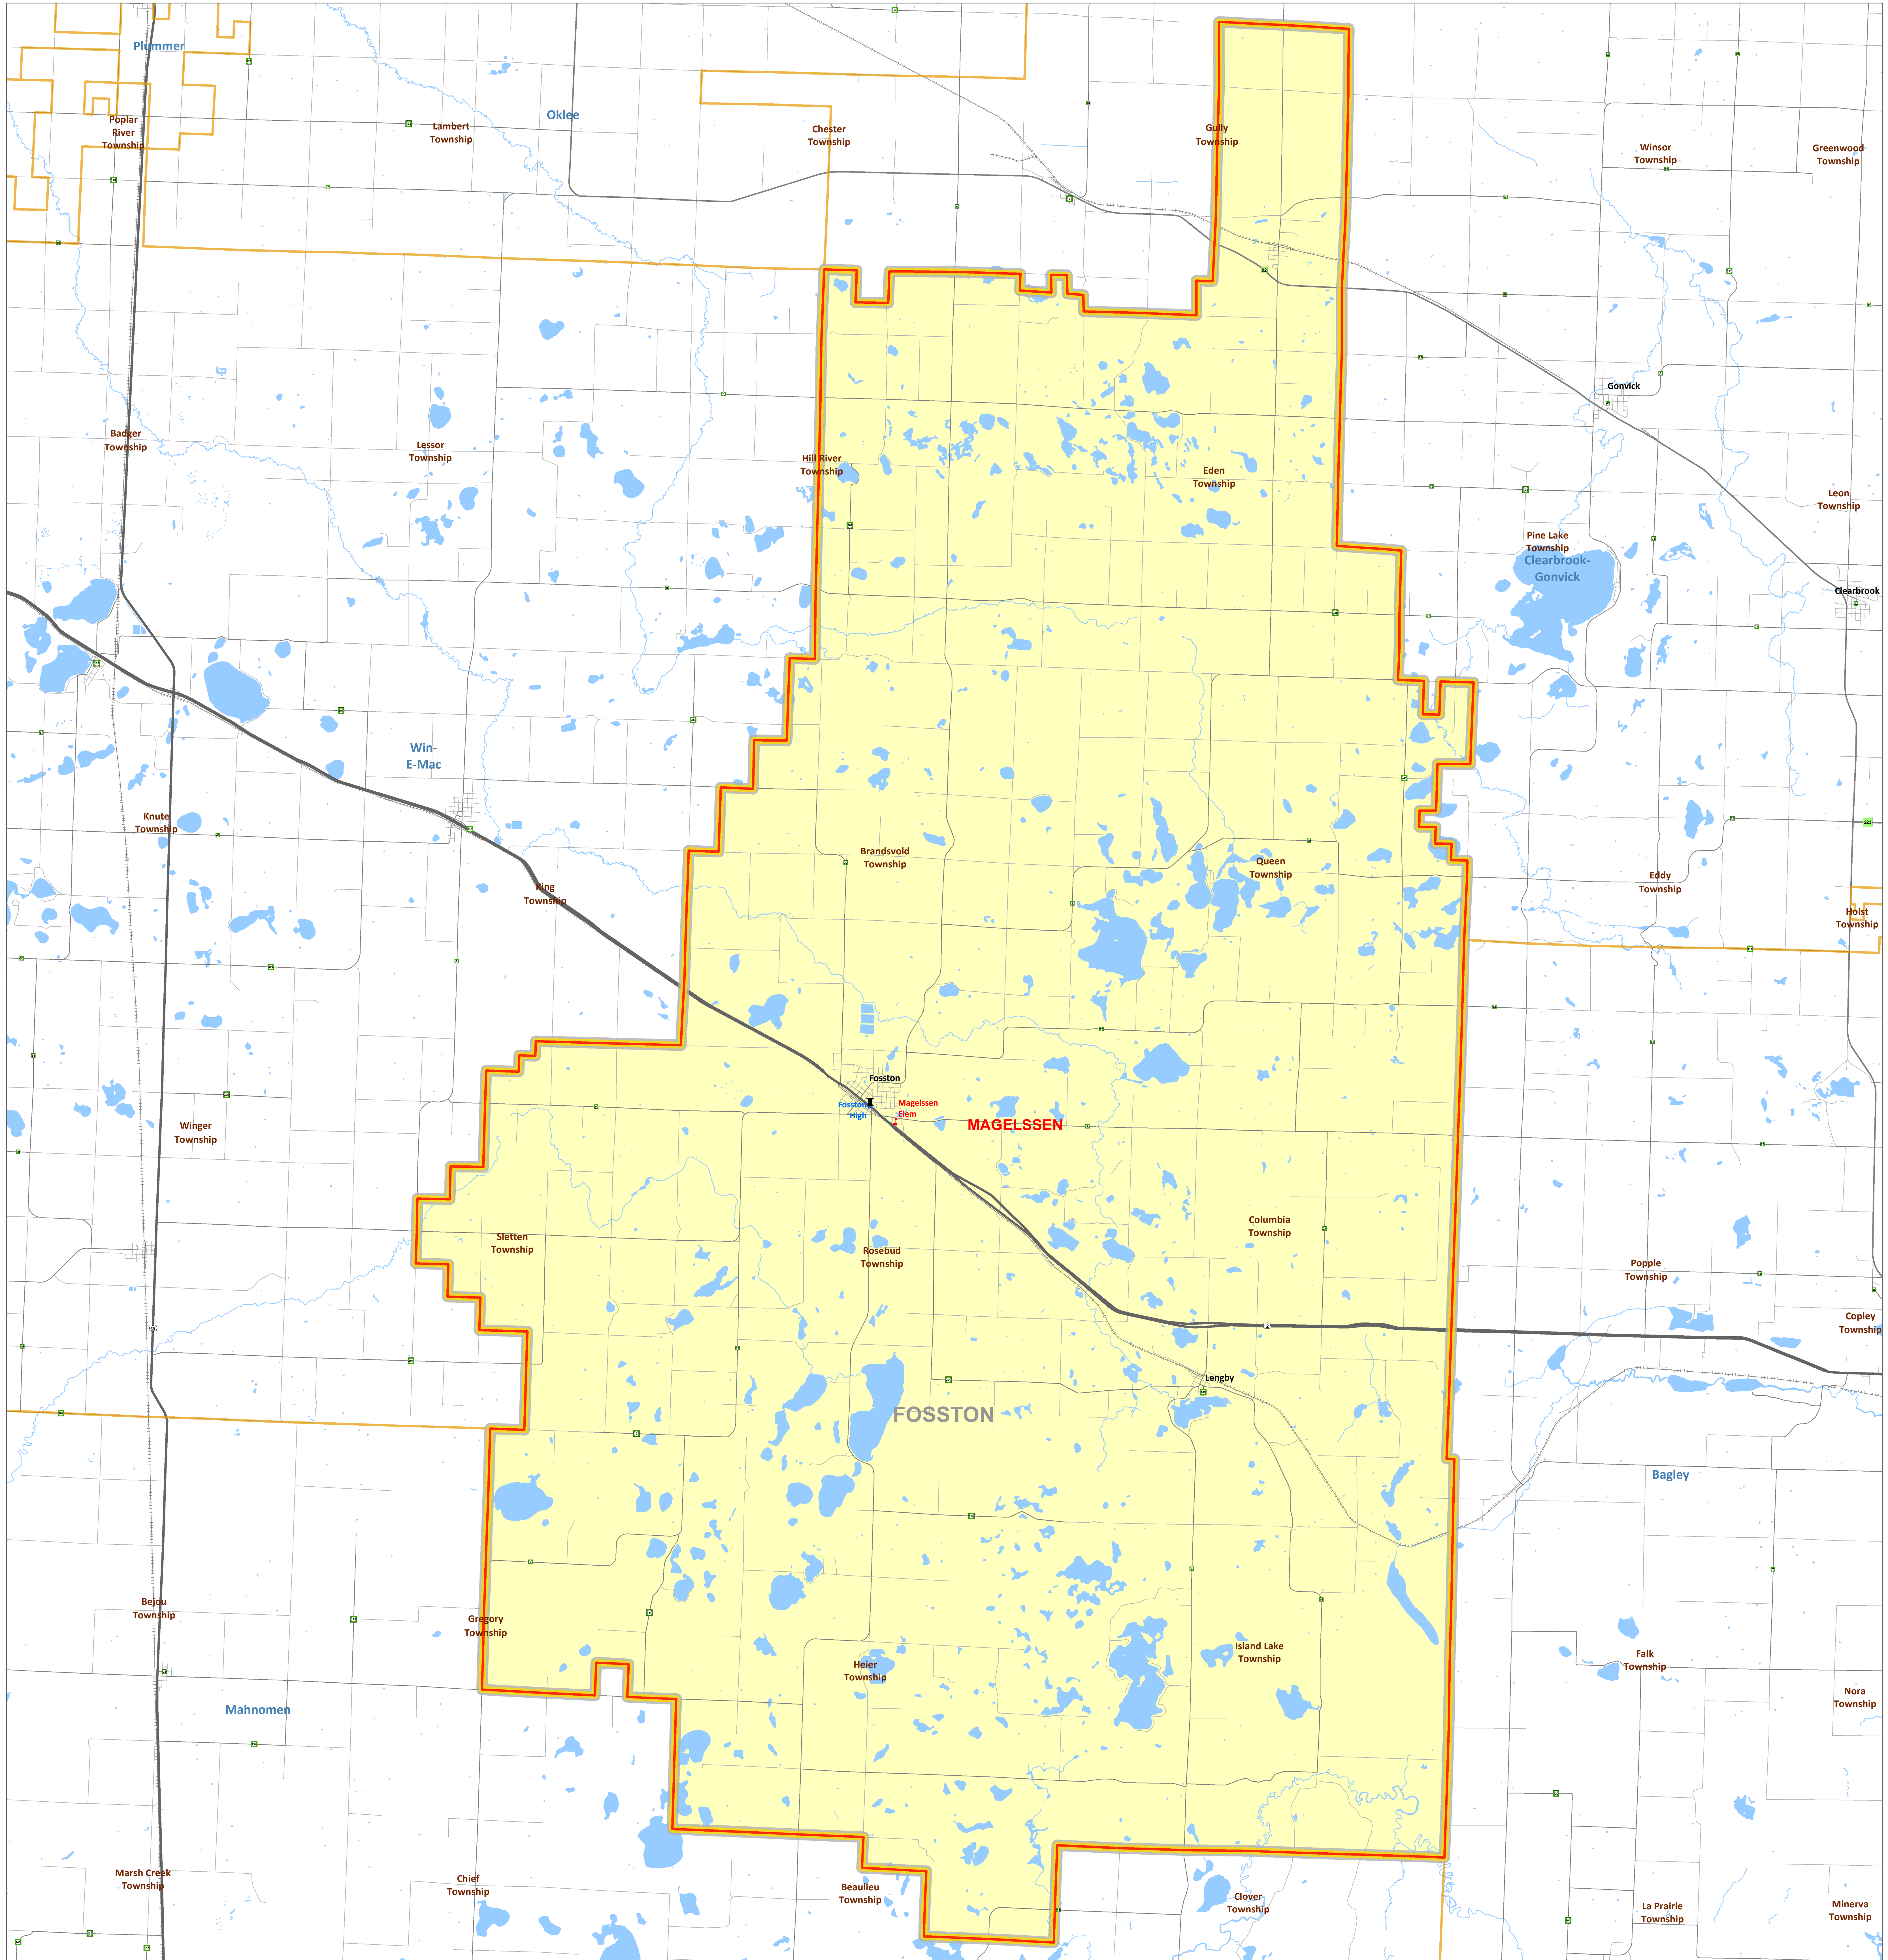 Plummer
Oklee
Poplar
River
Township
Lambert
Township
Chester
Township
Gully
Township
Winsor
Township
Greenwood
Township
92
Gonvick
Badger
Township
Lessor
Township
Hill River
Township
Eden
Township
Leon
Township
Pine Lake
Township
Clearbrook-
Gonvick
Clearbrook
Win-
E-Mac
Knute
Township
223
Brandsvold
Township
Queen
Township
King
Township
Eddy
Township
Holst
Township
Fosston
Fosston
High
Magelssen
Elem
MAGELSSEN
Winger
Township
Sletten
Township
Rosebud
Township
Columbia
Township
Popple
Township
Copley
Township
2
59
Lengby
FOSSTON
Bagley
Bejou
Township
Gregory
Township
Heier
Township
Island Lake
Township
Falk
Township
Nora
Township
Mahnomen
Marsh Creek
Township
Chief
Township
Beaulieu
Township
Clover
Township
La Prairie
Township
Minerva
Township